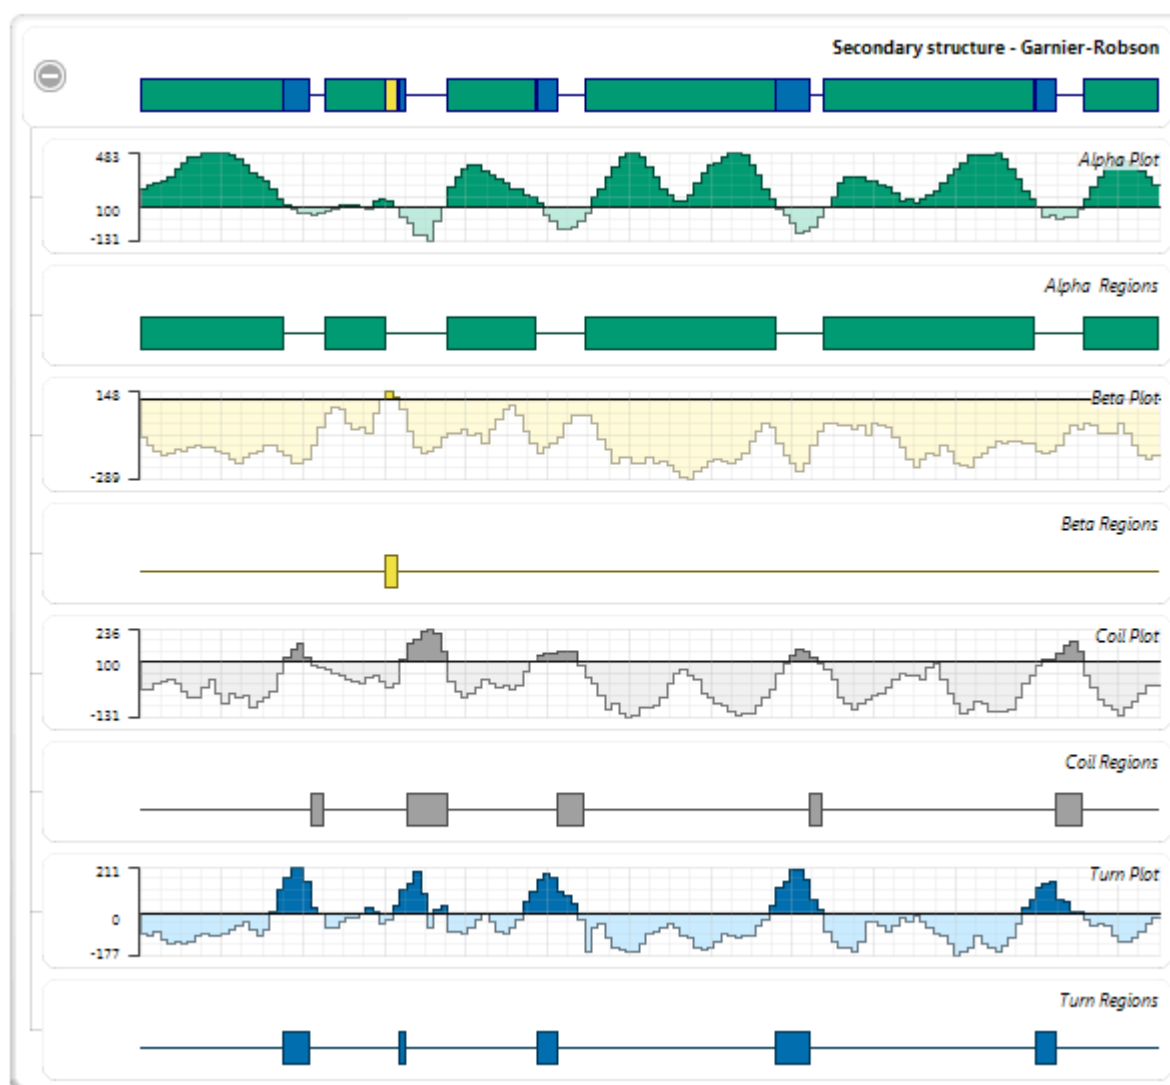 Secondary structure - Garnier-Robson
Alpha Plot
483
100
-131
Alpha Regions
Beta Plot
148
-289
Beta Regions
Coil Plot
236
100
-131
Coil Regions
Turn Plot
211
0
-177
Turn Regions